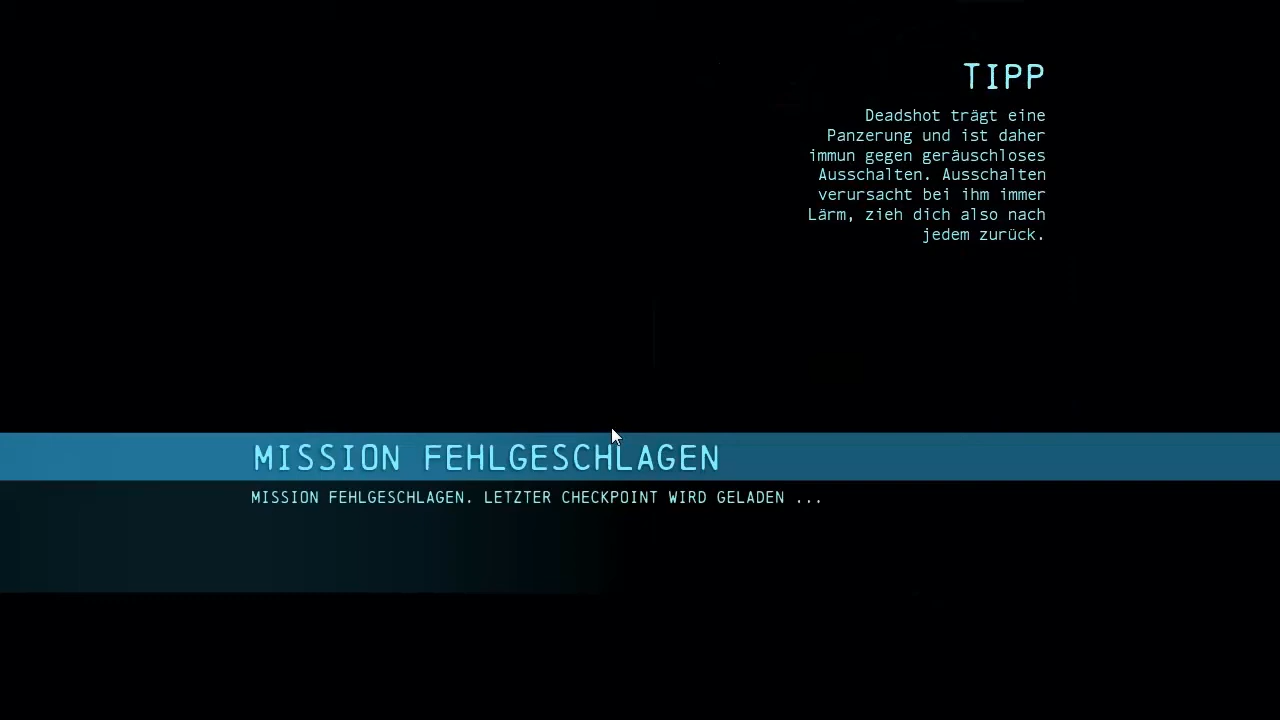 TIPP
Deadshot trägt eine
Panzerung und ist daher
immun gegen geräuschloses
Ausschalten. Ausschalten
verursacht bei ihm immer
Lärm, zieh dich also nach
jedem zurück.
MISSION FEHLGESCHLAGEN
MISSION FEHLGESCHLAGEN. LETZTER CHECKPOINT WIRD GELADEN ...